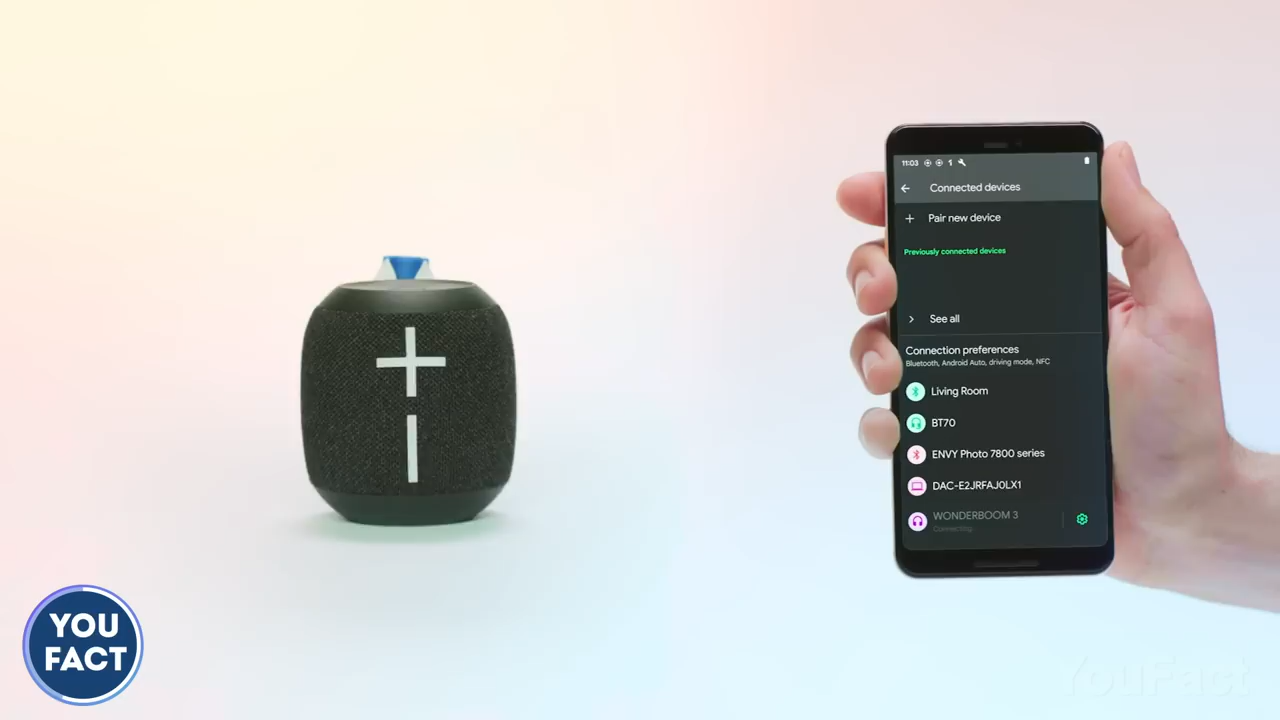 11:03
Connected devices
Pair new device
Previously connected devices
See all
Connection preferences
Bluetooth, Android Auto, driving mode, NFC
Living Room
BT70
ENVY Photo 7800 series
DAC-E2JRFAJ0LX1
WONDERBOOM 3
Connecting
YOU
FACT
YouFact